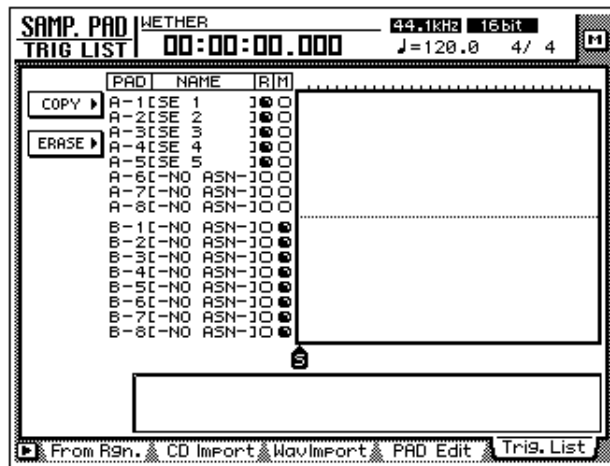 SAMP. PAD WETHER 44.1kHz 16bit
TRIG LIST 00:00:00.000 ♩=120.0 4/ 4 M
PAD NAME R M
COPY
ERASE
A-1[SE 1 ]
A-2[SE 2 ]
A-3[SE 3 ]
A-4[SE 4 ]
A-5[SE 5 ]
A-6[-NO ASN-]
A-7[-NO ASN-]
A-8[-NO ASN-]
B-1[-NO ASN-]
B-2[-NO ASN-]
B-3[-NO ASN-]
B-4[-NO ASN-]
B-5[-NO ASN-]
B-6[-NO ASN-]
B-7[-NO ASN-]
B-8[-NO ASN-]
S
From Rgn. CD Import WavImport PAD Edit Trig. List